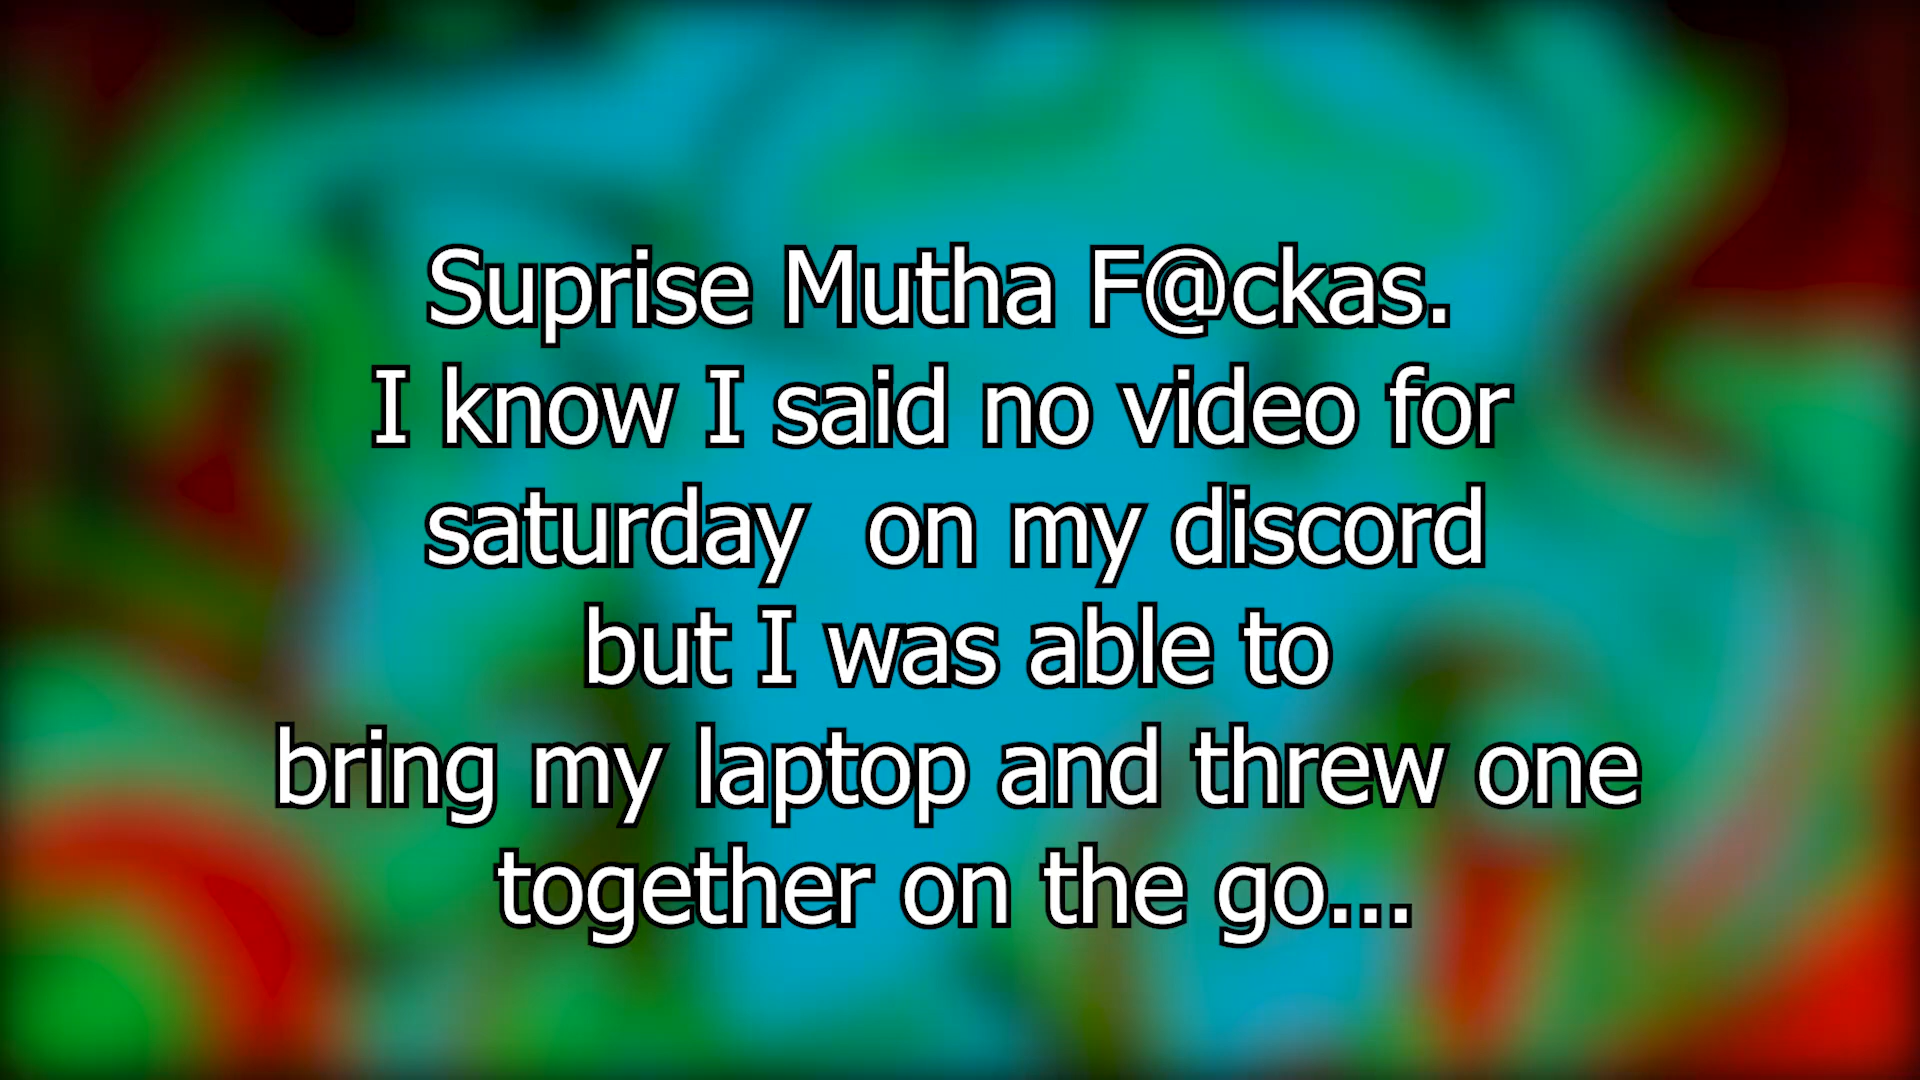 Suprise Mutha F@ckas.
I know I said no video for
saturday  on my discord
but I was able to
bring my laptop and threw one
together on the go...